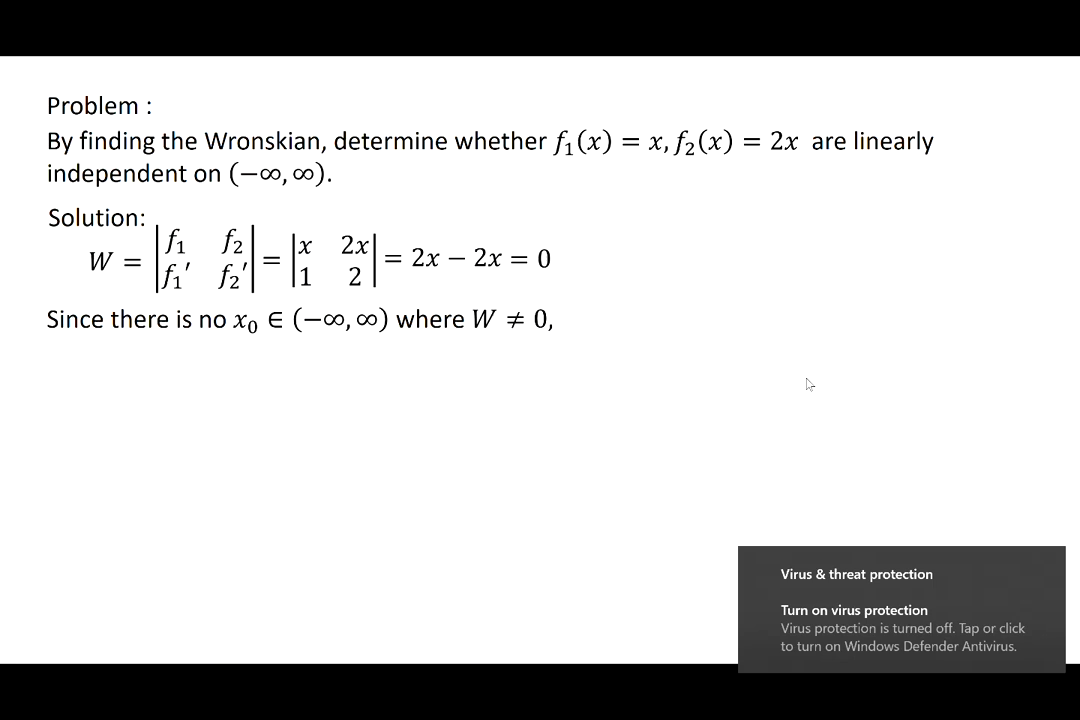 Problem :
By finding the Wronskian, determine whether 𝑓₁(𝑥) = 𝑥, 𝑓₂(𝑥) = 2𝑥 are linearly
independent on (−∞, ∞).
Solution:
𝑊 = |𝑓₁ 𝑓₂| = |𝑥 2𝑥| = 2𝑥 − 2𝑥 = 0
|𝑓₁′ 𝑓₂′| |1 2|
Since there is no 𝑥₀ ∈ (−∞, ∞) where 𝑊 ≠ 0,
Virus & threat protection
Turn on virus protection
Virus protection is turned off. Tap or click
to turn on Windows Defender Antivirus.